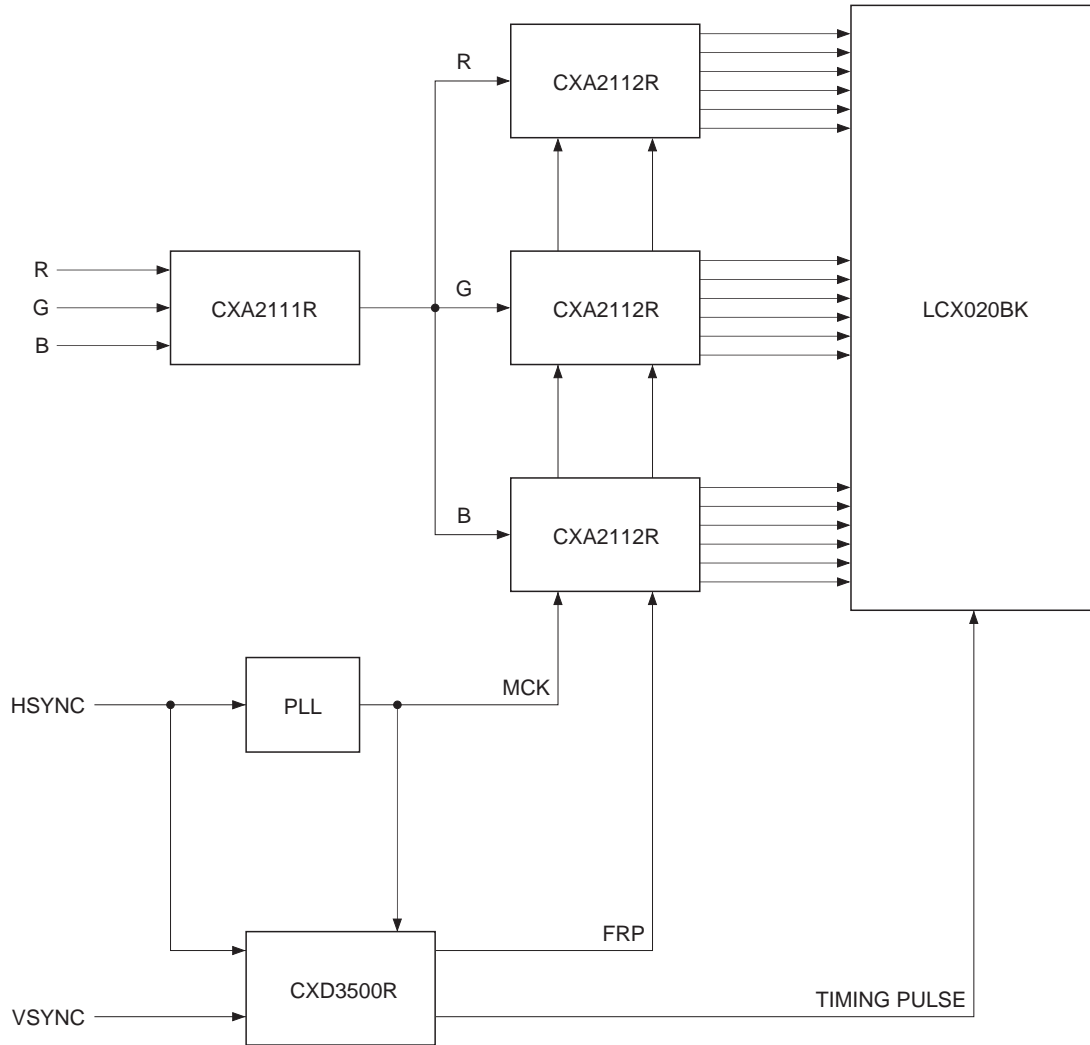 R
CXA2112R
R
G
B
CXA2111R
G
CXA2112R
LCX020BK
B
CXA2112R
HSYNC
PLL
MCK
FRP
CXD3500R
VSYNC
TIMING PULSE